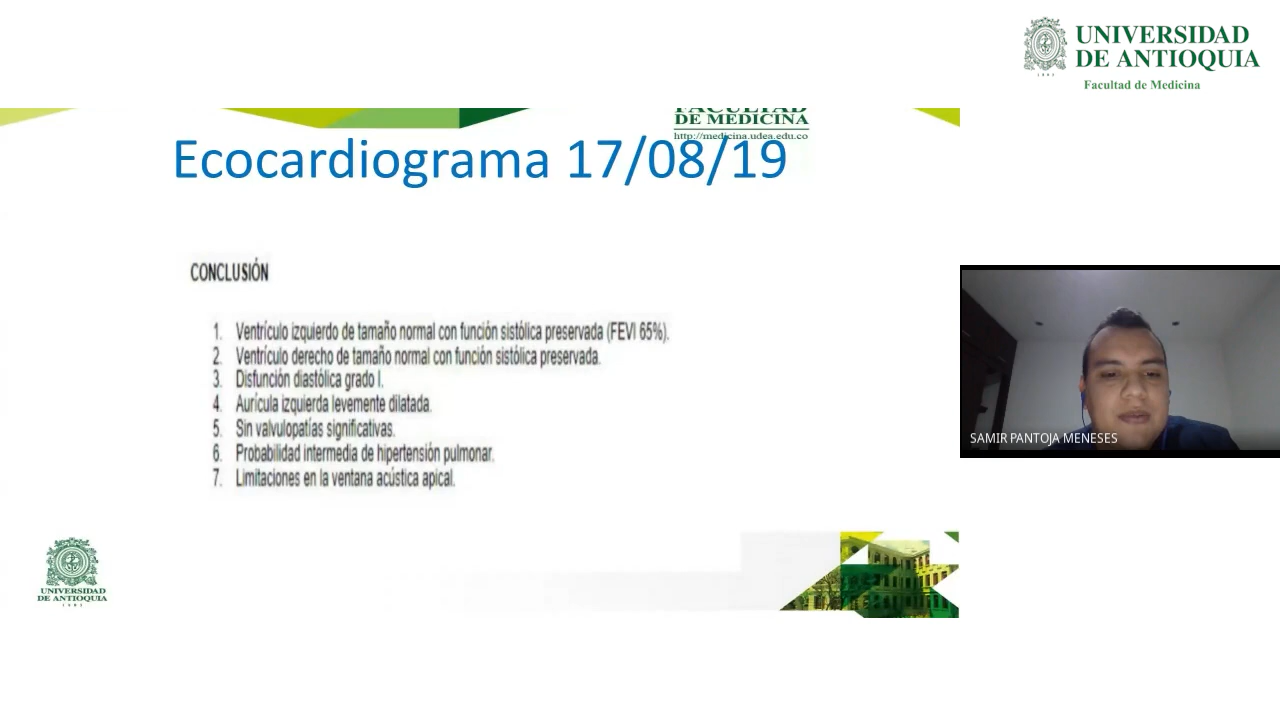 UNIVERSIDAD
DE ANTIOQUIA
1803
Facultad de Medicina
FACULTAD
DE MEDICINA
http://medicina.udea.edu.co
Ecocardiograma 17/08/19
CONCLUSIÓN
1. Ventrículo izquierdo de tamaño normal con función sistólica preservada (FEVI 65%).
2. Ventrículo derecho de tamaño normal con función sistólica preservada.
3. Disfunción diastólica grado I.
4. Aurícula izquierda levemente dilatada.
5. Sin valvulopatías significativas.
6. Probabilidad intermedia de hipertensión pulmonar.
7. Limitaciones en la ventana acústica apical.
SAMIR PANTOJA MENESES
UNIVERSIDAD
DE ANTIOQUIA
1803